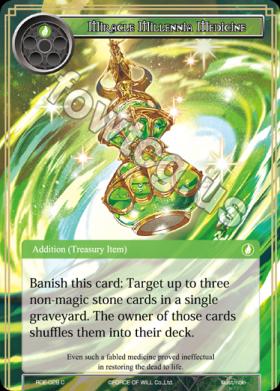 Miracle Millennia Medicine
fowtcg.us
Addition (Treasury Item)
Banish this card: Target up to three
non-magic stone cards in a single
graveyard. The owner of those cards
shuffles them into their deck.
Even such a fabled medicine proved ineffectual
in restoring the dead to life.
©FORCE OF WILL Co.,Ltd.